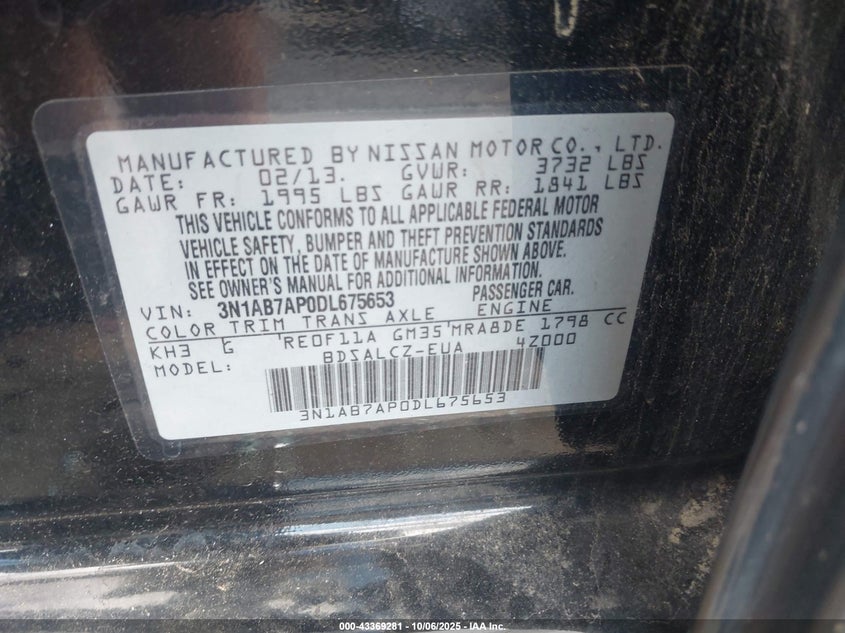 MANUFACTURED BY NISSAN MOTOR CO., LTD.
DATE: 02/13. GVWR: 3732 LBS
GAWR FR: 1995 LBS GAWR RR: 1841 LBS
THIS VEHICLE CONFORMS TO ALL APPLICABLE FEDERAL MOTOR
VEHICLE SAFETY, BUMPER AND THEFT PREVENTION STANDARDS
IN EFFECT ON THE DATE OF MANUFACTURE SHOWN ABOVE.
SEE OWNER'S MANUAL FOR ADDITIONAL INFORMATION.
VIN: 3N1AB7AP0DL675653 PASSENGER CAR.
COLOR TRIM TRANS AXLE ENGINE
KH3 G 'RE0F11A GM35'MRA8DE 1798 CC
MODEL: BDSALCZ-EUA 4Z000
3N1AB7AP0DL675653
000-43369281 - 10/06/2025 - IAA Inc.